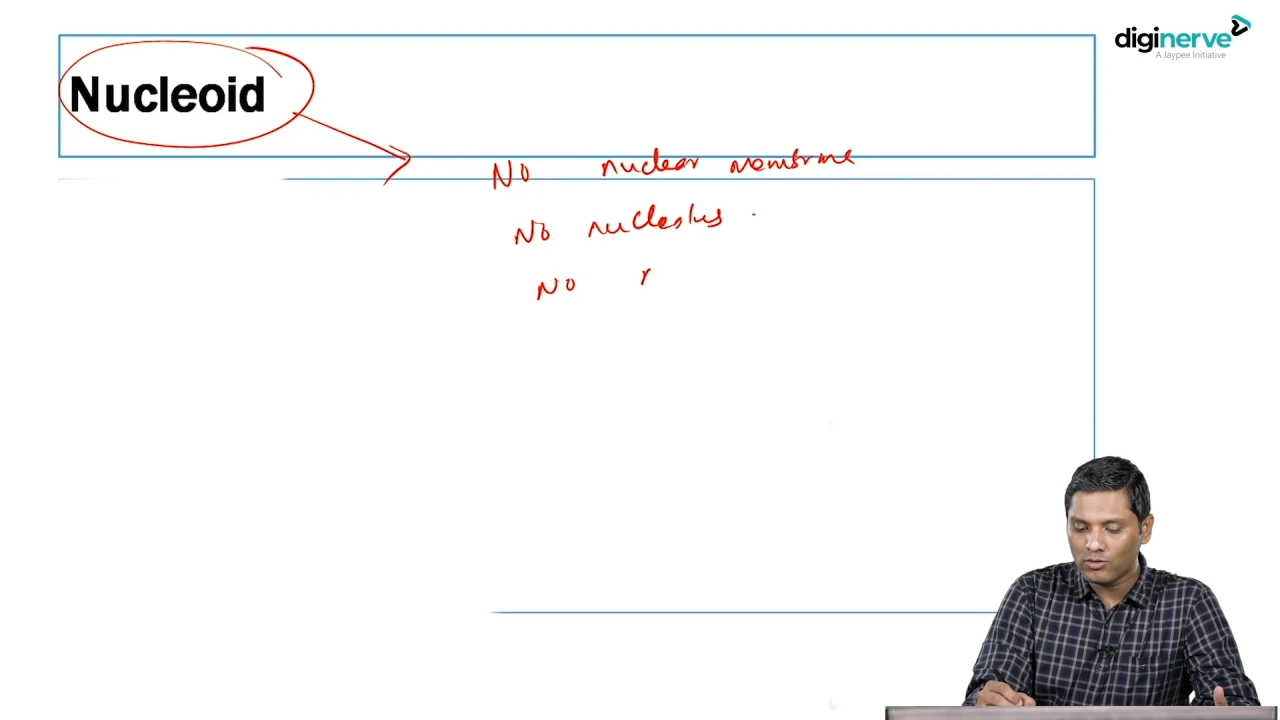 diginerve
A Jaypee Initiative
Nucleoid
No nuclear membrane
No nucleolus
No